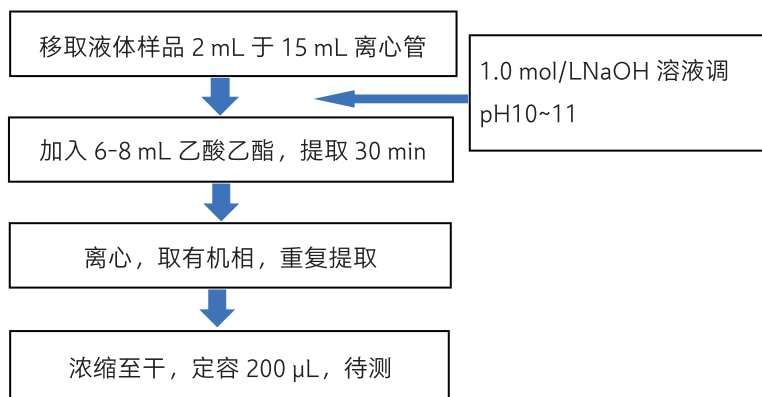 移取液体样品 2 mL 于 15 mL 离心管
1.0 mol/LNaOH 溶液调
pH10~11
加入 6-8 mL 乙酸乙酯，提取 30 min
离心，取有机相，重复提取
浓缩至干，定容 200 μL，待测